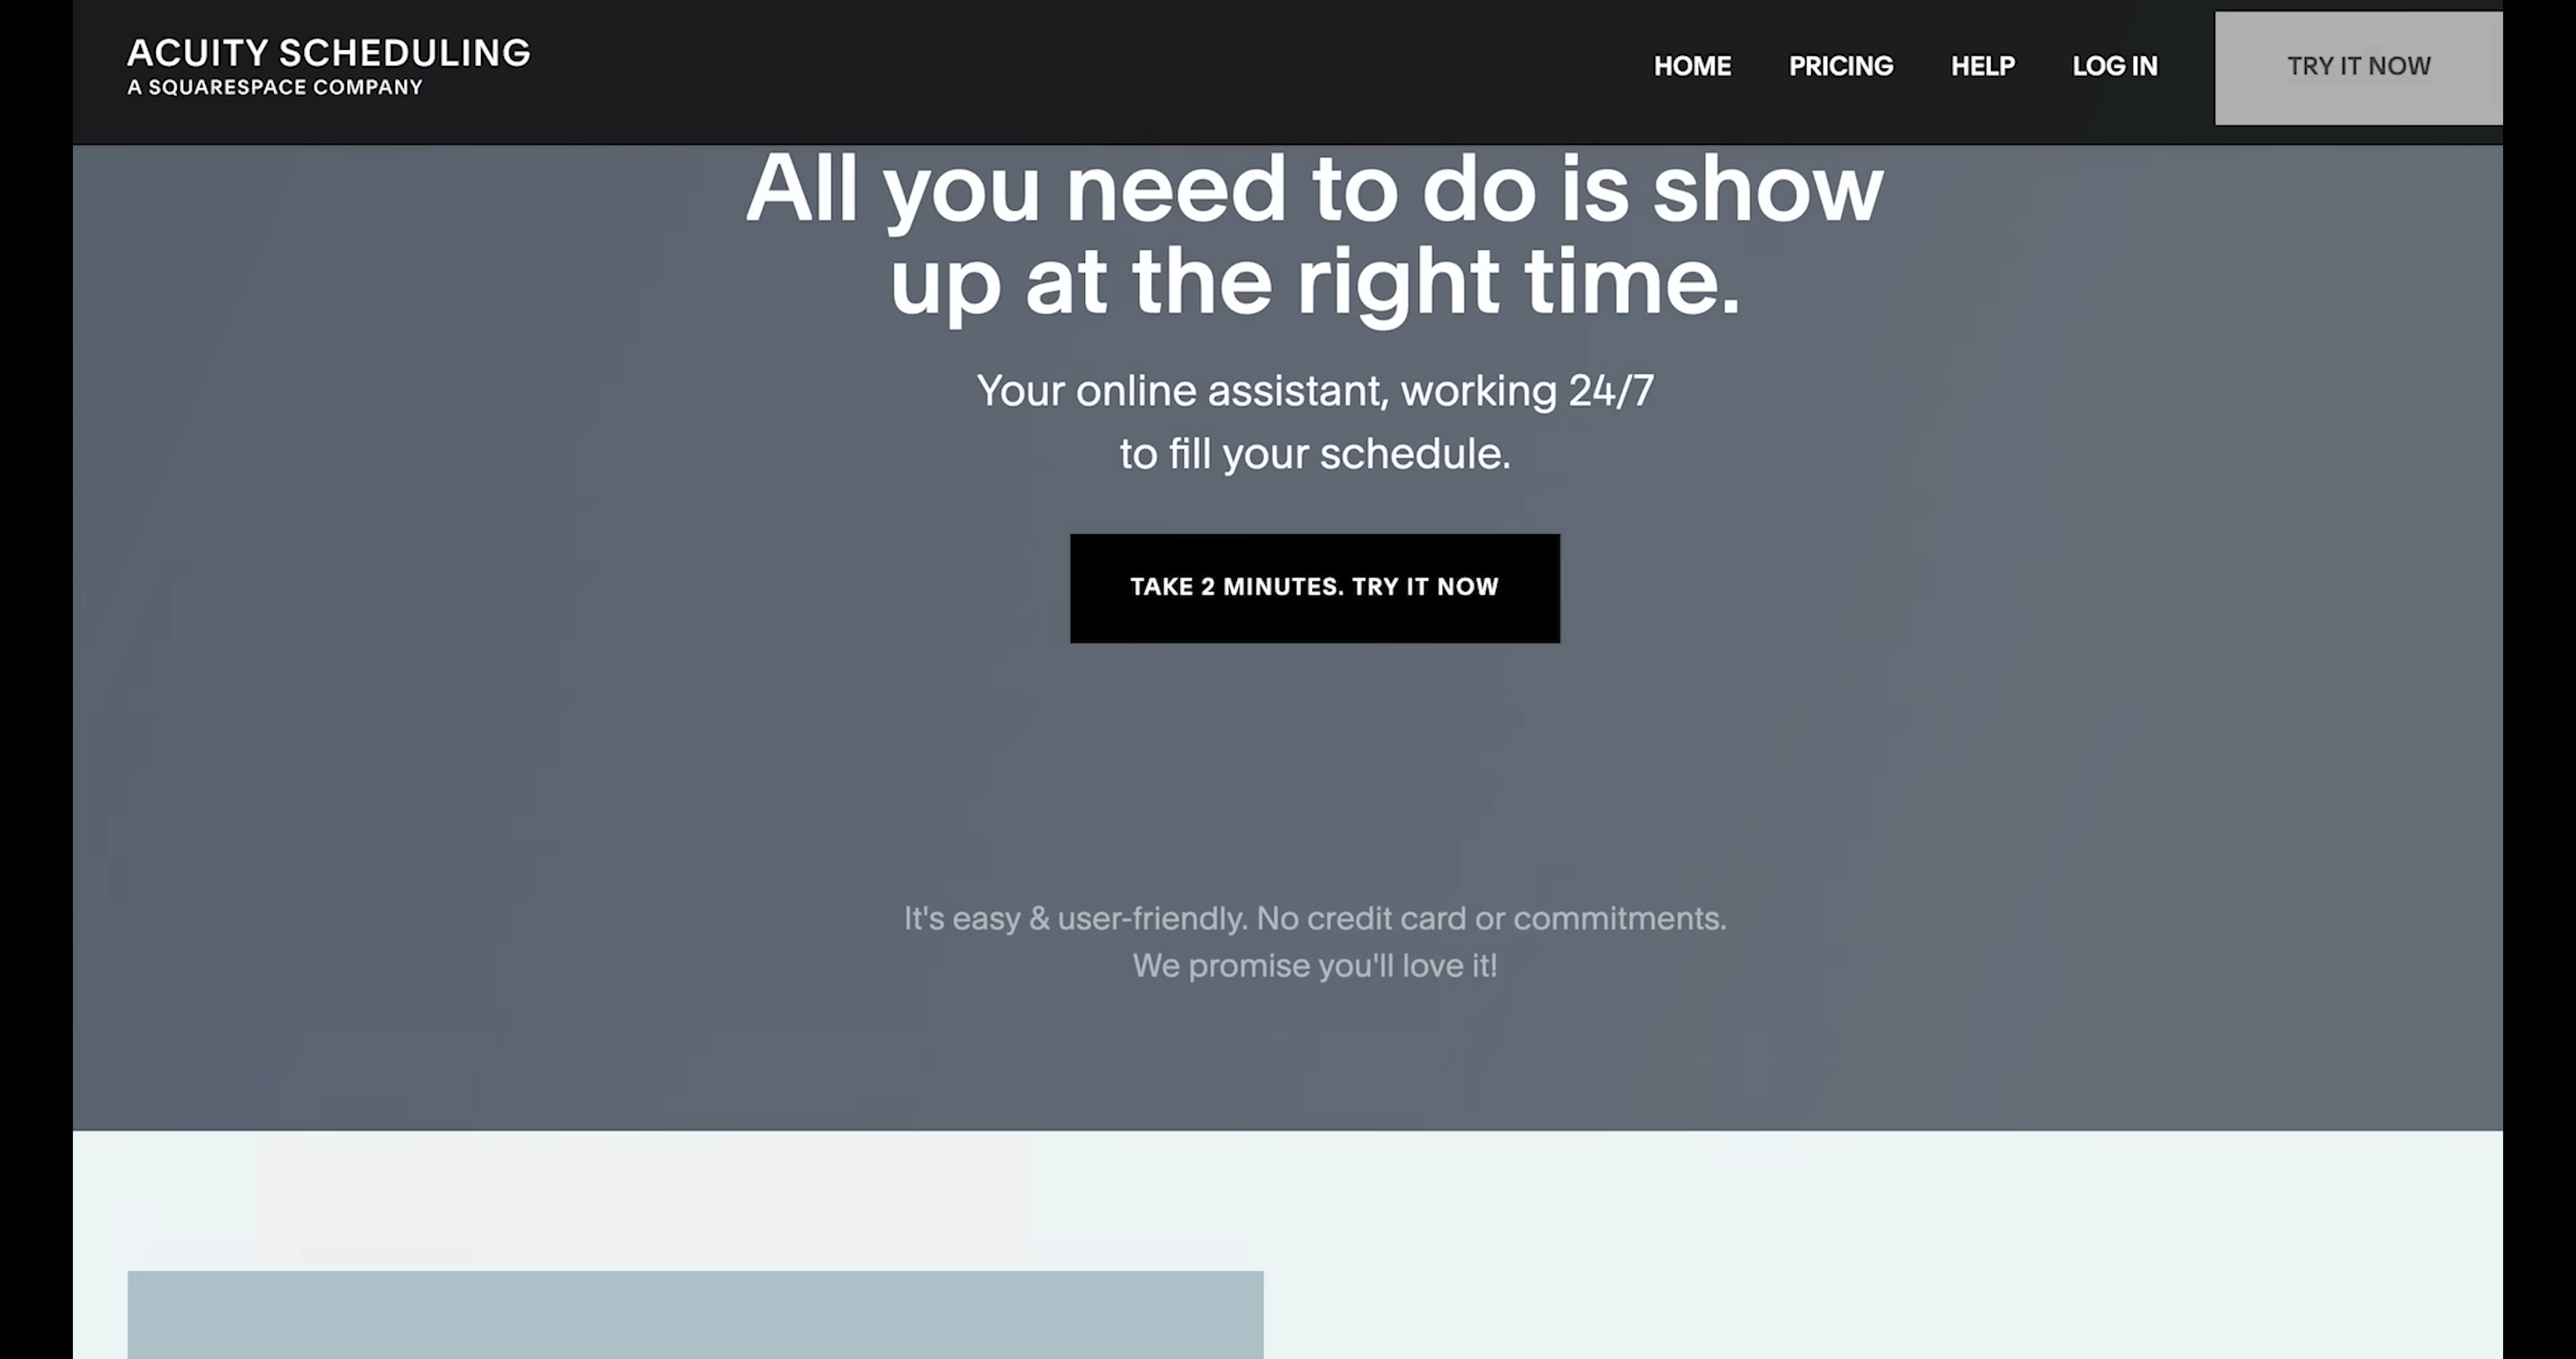 ACUITY SCHEDULING
A SQUARESPACE COMPANY
HOME PRICING HELP LOG IN TRY IT NOW
All you need to do is show
up at the right time.
Your online assistant, working 24/7
to fill your schedule.
TAKE 2 MINUTES. TRY IT NOW
It's easy & user-friendly. No credit card or commitments.
We promise you'll love it!